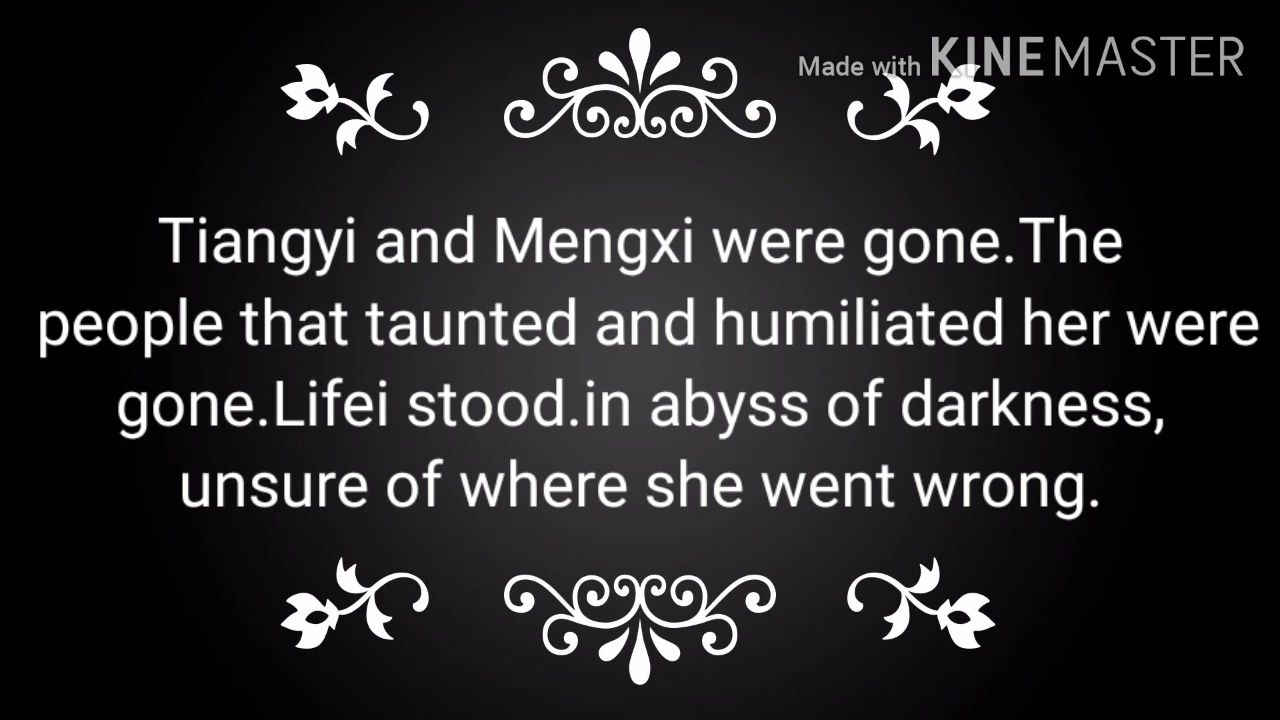 Made with KINEMASTER
Tiangyi and Mengxi were gone.The
people that taunted and humiliated her were
gone.Lifei stood.in abyss of darkness,
unsure of where she went wrong.